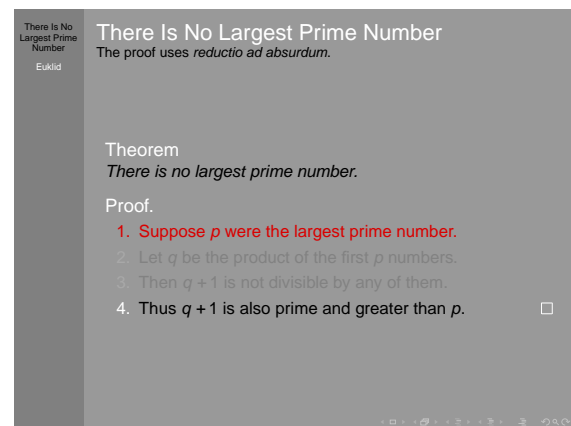 There Is No
Largest Prime
Number
Euklid
There Is No Largest Prime Number
The proof uses reductio ad absurdum.
Theorem
There is no largest prime number.
Proof.
1. Suppose p were the largest prime number.
2. Let q be the product of the first p numbers.
3. Then q + 1 is not divisible by any of them.
4. Thus q + 1 is also prime and greater than p. □